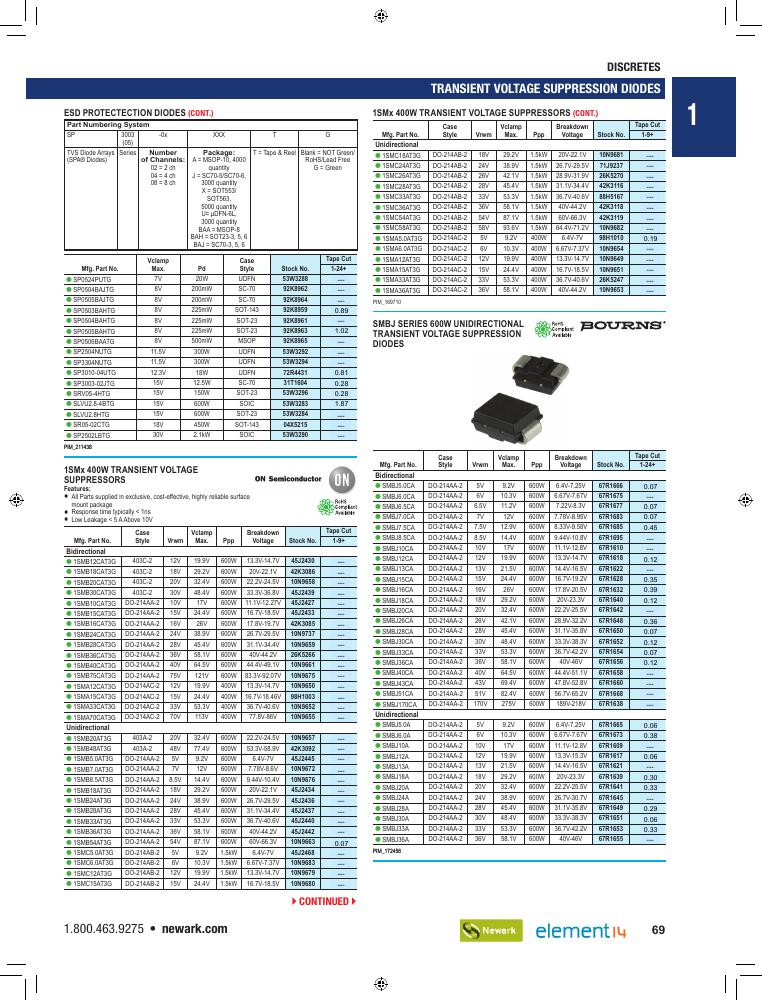 DISCRETES
TRANSIENT VOLTAGE SUPPRESSION DIODES
1
ESD PROTECTECTION DIODES (CONT.)
Part Numbering System
SP 3003 (05) -0x XXX T G
TVS Diode Arrays (SPA® Diodes) Series Number of Channels: 02 = 2 ch 04 = 4 ch 08 = 8 ch Package: A = MSOP-10, 4000 quantity J = SC70-5/SC70-6, 3000 quantity X = SOT553/ SOT563, 5000 quantity U= µDFN-6L, 3000 quantity BAA = MSOP-8 BAH = SOT23-3, 5, 6 BAJ = SC70-3, 5, 6 T = Tape & Reel Blank = NOT Green/ RoHS/Lead Free G = Green
Mfg. Part No. Vclamp Max. Pd Case Style Stock No. Tape Cut 1-24+
SP0524PUTG 7V 20W UDFN 53W3288 —
SP0504BAJTG 8V 200mW SC-70 92K8962 —
SP0505BAJTG 8V 200mW SC-70 92K8964 —
SP0503BAHTG 8V 225mW SOT-143 92K8959 0.89
SP0504BAHTG 8V 225mW SOT-23 92K8961 —
SP0505BAHTG 8V 225mW SOT-23 92K8963 1.02
SP0506BAATG 8V 500mW MSOP 92K8965 —
SP2504NUTG 11.5V 300W UDFN 53W3292 —
SP3304NUTG 11.5V 300W UDFN 53W3294 —
SP3010-04UTG 12.3V 18W UDFN 72R4431 0.81
SP3003-02JTG 15V 12.5W SC-70 31T1604 0.28
SRV05-4HTG 15V 150W SOT-23 53W3296 0.28
SLVU2.8-4BTG 15V 600W SOIC 53W3283 1.87
SLVU2.8HTG 15V 600W SOT-23 53W3284 —
SR05-02CTG 18V 450W SOT-143 04X5215 —
SP2502LBTG 30V 2.1kW SOIC 53W3290 —
PIM_211438
1SMx 400W TRANSIENT VOLTAGE
SUPPRESSORS
ON Semiconductor ON
Features:
● All Parts supplied in exclusive, cost-effective, highly reliable surface
mount package
● Response time typically < 1ns
● Low Leakage < 5 A Above 10V
RoHS Compliant Available
Mfg. Part No. Case Style Vrwm Vclamp Max. Ppp Breakdown Voltage Stock No. Tape Cut 1-9+
Bidirectional
1SMB12CAT3G 403C-2 12V 19.9V 600W 13.3V-14.7V 45J2430 —
1SMB18CAT3G 403C-2 18V 29.2V 600W 20V-22.1V 42K3086 —
1SMB20CAT3G 403C-2 20V 32.4V 600W 22.2V-24.5V 10N9658 —
1SMB30CAT3G 403C-2 30V 48.4V 600W 33.3V-36.8V 45J2439 —
1SMB10CAT3G DO-214AA-2 10V 17V 600W 11.1V-12.27V 45J2427 —
1SMB15CAT3G DO-214AA-2 15V 24.4V 600W 16.7V-18.5V 45J2433 —
1SMB16CAT3G DO-214AA-2 16V 26V 600W 17.8V-19.7V 42K3085 —
1SMB24CAT3G DO-214AA-2 24V 38.9V 600W 26.7V-29.5V 10N9737 —
1SMB28CAT3G DO-214AA-2 28V 45.4V 600W 31.1V-34.4V 10N9659 —
1SMB36CAT3G DO-214AA-2 36V 58.1V 600W 40V-44.2V 26K5266 —
1SMB40CAT3G DO-214AA-2 40V 64.5V 600W 44.4V-49.1V 10N9661 —
1SMB75CAT3G DO-214AA-2 75V 121V 600W 83.3V-92.07V 10N9675 —
1SMA12CAT3G DO-214AC-2 12V 19.9V 400W 13.3V-14.7V 10N9650 —
1SMA15CAT3G DO-214AC-2 15V 24.4V 400W 16.7V-18.46V 98H1003 —
1SMA33CAT3G DO-214AC-2 33V 53.3V 400W 36.7V-40.6V 10N9652 —
1SMA70CAT3G DO-214AC-2 70V 113V 400W 77.8V-86V 10N9655 —
Unidirectional
1SMB20AT3G 403A-2 20V 32.4V 600W 22.2V-24.5V 10N9657 —
1SMB48AT3G 403A-2 48V 77.4V 600W 53.3V-58.9V 42K3092 —
1SMB5.0AT3G DO-214AA-2 5V 9.2V 600W 6.4V-7V 45J2445 —
1SMB7.0AT3G DO-214AA-2 7V 12V 600W 7.78V-8.6V 10N9672 —
1SMB8.5AT3G DO-214AA-2 8.5V 14.4V 600W 9.44V-10.4V 10N9676 —
1SMB18AT3G DO-214AA-2 18V 29.2V 600W 20V-22.1V 45J2434 —
1SMB24AT3G DO-214AA-2 24V 38.9V 600W 26.7V-29.5V 45J2436 —
1SMB28AT3G DO-214AA-2 28V 45.4V 600W 31.1V-34.4V 45J2437 —
1SMB33AT3G DO-214AA-2 33V 53.3V 600W 36.7V-40.6V 45J2440 —
1SMB36AT3G DO-214AA-2 36V 58.1V 600W 40V-44.2V 45J2442 —
1SMB54AT3G DO-214AA-2 54V 87.1V 600W 60V-66.3V 10N9663 0.07
1SMC5.0AT3G DO-214AB-2 5V 9.2V 1.5kW 6.4V-7V 45J2468 —
1SMC6.0AT3G DO-214AB-2 6V 10.3V 1.5kW 6.67V-7.37V 10N9683 —
1SMC12AT3G DO-214AB-2 12V 19.9V 1.5kW 13.3V-14.7V 10N9679 —
1SMC15AT3G DO-214AB-2 15V 24.4V 1.5kW 16.7V-18.5V 10N9680 —
CONTINUED
1SMx 400W TRANSIENT VOLTAGE SUPPRESSORS (CONT.)
Mfg. Part No. Case Style Vrwm Vclamp Max. Ppp Breakdown Voltage Stock No. Tape Cut 1-9+
Unidirectional
1SMC18AT3G DO-214AB-2 18V 29.2V 1.5kW 20V-22.1V 10N9681 —
1SMC24AT3G DO-214AB-2 24V 38.9V 1.5kW 26.7V-29.5V 71J9237 —
1SMC26AT3G DO-214AB-2 26V 42.1V 1.5kW 28.9V-31.9V 26K5270 —
1SMC28AT3G DO-214AB-2 28V 45.4V 1.5kW 31.1V-34.4V 42K3116 —
1SMC33AT3G DO-214AB-2 33V 53.3V 1.5kW 36.7V-40.6V 88H5167 —
1SMC36AT3G DO-214AB-2 36V 58.1V 1.5kW 40V-44.2V 42K3118 —
1SMC54AT3G DO-214AB-2 54V 87.1V 1.5kW 60V-66.3V 42K3119 —
1SMC58AT3G DO-214AB-2 58V 93.6V 1.5kW 64.4V-71.2V 10N9682 —
1SMA5.0AT3G DO-214AC-2 5V 9.2V 400W 6.4V-7V 98H1010 0.19
1SMA6.0AT3G DO-214AC-2 6V 10.3V 400W 6.67V-7.37V 10N9654 —
1SMA12AT3G DO-214AC-2 12V 19.9V 400W 13.3V-14.7V 10N9649 —
1SMA15AT3G DO-214AC-2 15V 24.4V 400W 16.7V-18.5V 10N9651 —
1SMA33AT3G DO-214AC-2 33V 53.3V 400W 36.7V-40.6V 26K5247 —
1SMA36AT3G DO-214AC-2 36V 58.1V 400W 40V-44.2V 10N9653 —
PIM_169710
SMBJ SERIES 600W UNIDIRECTIONAL
TRANSIENT VOLTAGE SUPPRESSION
DIODES
RoHS Compliant Available
BOURNS®
Mfg. Part No. Case Style Vrwm Vclamp Max. Ppp Breakdown Voltage Stock No. Tape Cut 1-24+
Bidirectional
SMBJ5.0CA DO-214AA-2 5V 9.2V 600W 6.4V-7.25V 67R1666 0.07
SMBJ6.0CA DO-214AA-2 6V 10.3V 600W 6.67V-7.67V 67R1675 —
SMBJ6.5CA DO-214AA-2 6.5V 11.2V 600W 7.22V-8.3V 67R1677 0.07
SMBJ7.0CA DO-214AA-2 7V 12V 600W 7.78V-8.95V 67R1683 0.07
SMBJ7.5CA DO-214AA-2 7.5V 12.9V 600W 8.33V-9.58V 67R1685 0.45
SMBJ8.5CA DO-214AA-2 8.5V 14.4V 600W 9.44V-10.8V 67R1695 —
SMBJ10CA DO-214AA-2 10V 17V 600W 11.1V-12.8V 67R1610 —
SMBJ12CA DO-214AA-2 12V 19.9V 600W 13.3V-14.7V 67R1618 0.12
SMBJ13CA DO-214AA-2 13V 21.5V 600W 14.4V-16.5V 67R1622 —
SMBJ15CA DO-214AA-2 15V 24.4V 600W 16.7V-19.2V 67R1628 0.35
SMBJ16CA DO-214AA-2 16V 26V 600W 17.8V-20.5V 67R1632 0.39
SMBJ18CA DO-214AA-2 18V 29.2V 600W 20V-23.3V 67R1640 0.12
SMBJ20CA DO-214AA-2 20V 32.4V 600W 22.2V-25.5V 67R1642 —
SMBJ26CA DO-214AA-2 26V 42.1V 600W 28.9V-32.2V 67R1648 0.36
SMBJ28CA DO-214AA-2 28V 45.4V 600W 31.1V-35.8V 67R1650 0.07
SMBJ30CA DO-214AA-2 30V 48.4V 600W 33.3V-38.3V 67R1652 0.12
SMBJ33CA DO-214AA-2 33V 53.3V 600W 36.7V-42.2V 67R1654 0.07
SMBJ36CA DO-214AA-2 36V 58.1V 600W 40V-46V 67R1656 0.12
SMBJ40CA DO-214AA-2 40V 64.5V 600W 44.4V-51.1V 67R1658 —
SMBJ43CA DO-214AA-2 43V 69.4V 600W 47.8V-52.8V 67R1660 —
SMBJ51CA DO-214AA-2 51V 82.4V 600W 56.7V-65.2V 67R1668 —
SMBJ170CA DO-214AA-2 170V 275V 600W 189V-218V 67R1638 —
Unidirectional
SMBJ5.0A DO-214AA-2 5V 9.2V 600W 6.4V-7.25V 67R1665 0.06
SMBJ6.0A DO-214AA-2 6V 10.3V 600W 6.67V-7.67V 67R1673 0.38
SMBJ10A DO-214AA-2 10V 17V 600W 11.1V-12.8V 67R1609 —
SMBJ12A DO-214AA-2 12V 19.9V 600W 13.3V-15.3V 67R1617 0.06
SMBJ13A DO-214AA-2 13V 21.5V 600W 14.4V-16.5V 67R1621 —
SMBJ18A DO-214AA-2 18V 29.2V 600W 20V-23.3V 67R1639 0.30
SMBJ20A DO-214AA-2 20V 32.4V 600W 22.2V-25.5V 67R1641 0.33
SMBJ24A DO-214AA-2 24V 38.9V 600W 26.7V-30.7V 67R1645 —
SMBJ28A DO-214AA-2 28V 45.4V 600W 31.1V-35.8V 67R1649 0.29
SMBJ30A DO-214AA-2 30V 48.4V 600W 33.3V-38.3V 67R1651 0.06
SMBJ33A DO-214AA-2 33V 53.3V 600W 36.7V-42.2V 67R1653 0.33
SMBJ36A DO-214AA-2 36V 58.1V 600W 40V-46V 67R1655 —
PIM_172456
1.800.463.9275 • newark.com
Newark
element14
69